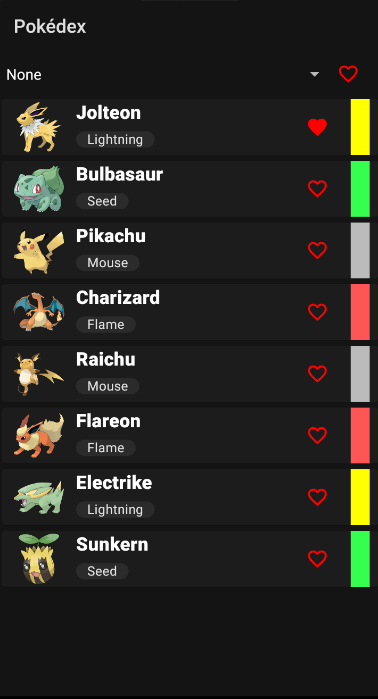 Pokédex
None
Jolteon
Lightning
Bulbasaur
Seed
Pikachu
Mouse
Charizard
Flame
Raichu
Mouse
Flareon
Flame
Electrike
Lightning
Sunkern
Seed